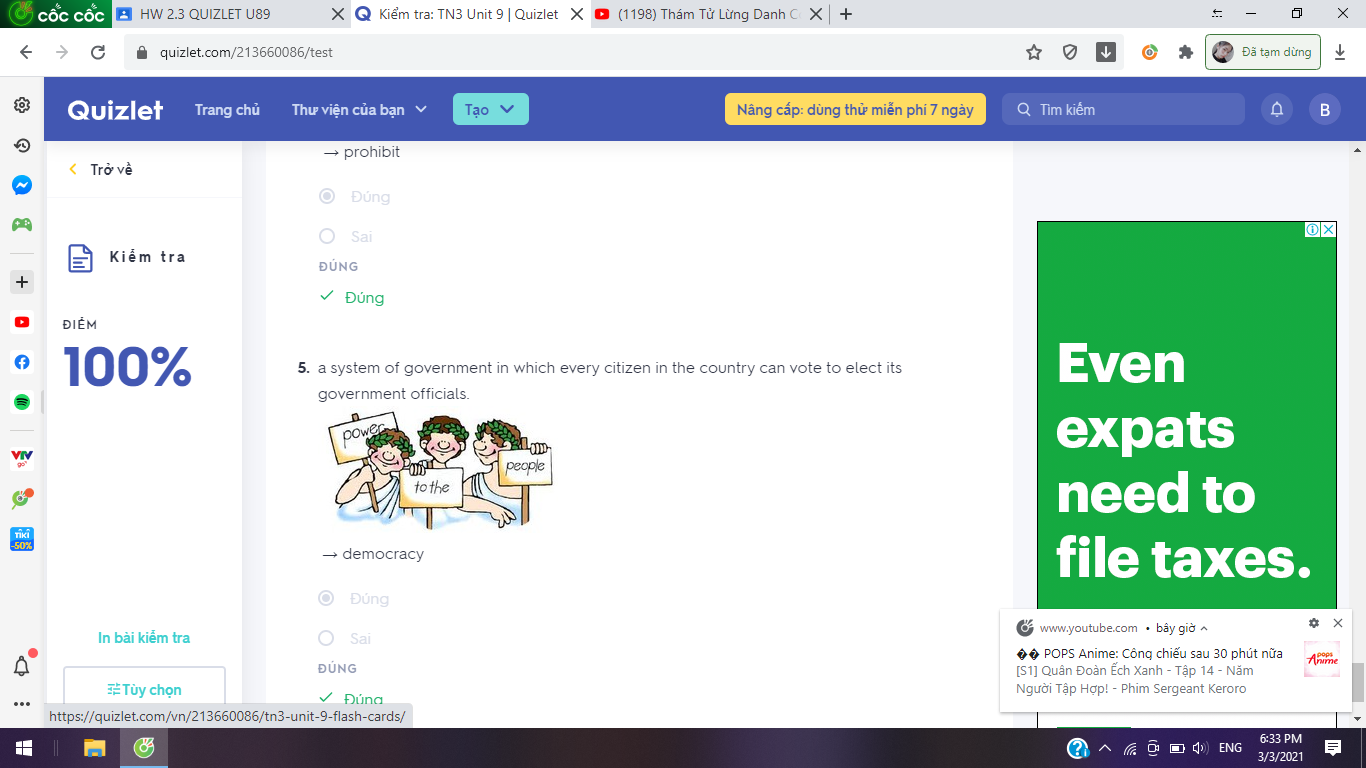 cốc cốc
HW 2.3 QUIZLET U89
Kiểm tra: TN3 Unit 9 | Quizlet
(1198) Thám Tử Lừng Danh C
quizlet.com/213660086/test
Đã tạm dừng
Quizlet
Trang chủ
Thư viện của bạn
Tạo
Nâng cấp: dùng thử miễn phí 7 ngày
Tìm kiếm
B
Trở về
Kiểm tra
ĐIỂM
100%
In bài kiểm tra
Tùy chọn
→ prohibit
Đúng
Sai
ĐÚNG
Đúng
5. a system of government in which every citizen in the country can vote to elect its
government officials.
power
to the
people
→ democracy
Đúng
Sai
ĐÚNG
Đúng
Even
expats
need to
file taxes.
www.youtube.com • bây giờ
�� POPS Anime: Công chiếu sau 30 phút nữa
[S1] Quân Đoàn Ếch Xanh - Tập 14 - Năm
Người Tập Hợp! - Phim Sergeant Keroro
pops
Anime
VTV
go
TIKI
-50%
https://quizlet.com/vn/213660086/tn3-unit-9-flash-cards/
ENG
6:33 PM
3/3/2021